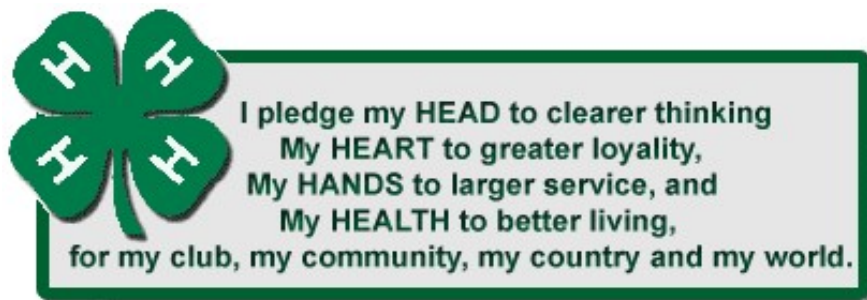 H H
H H
I pledge my HEAD to clearer thinking
My HEART to greater loyality,
My HANDS to larger service, and
My HEALTH to better living,
for my club, my community, my country and my world.